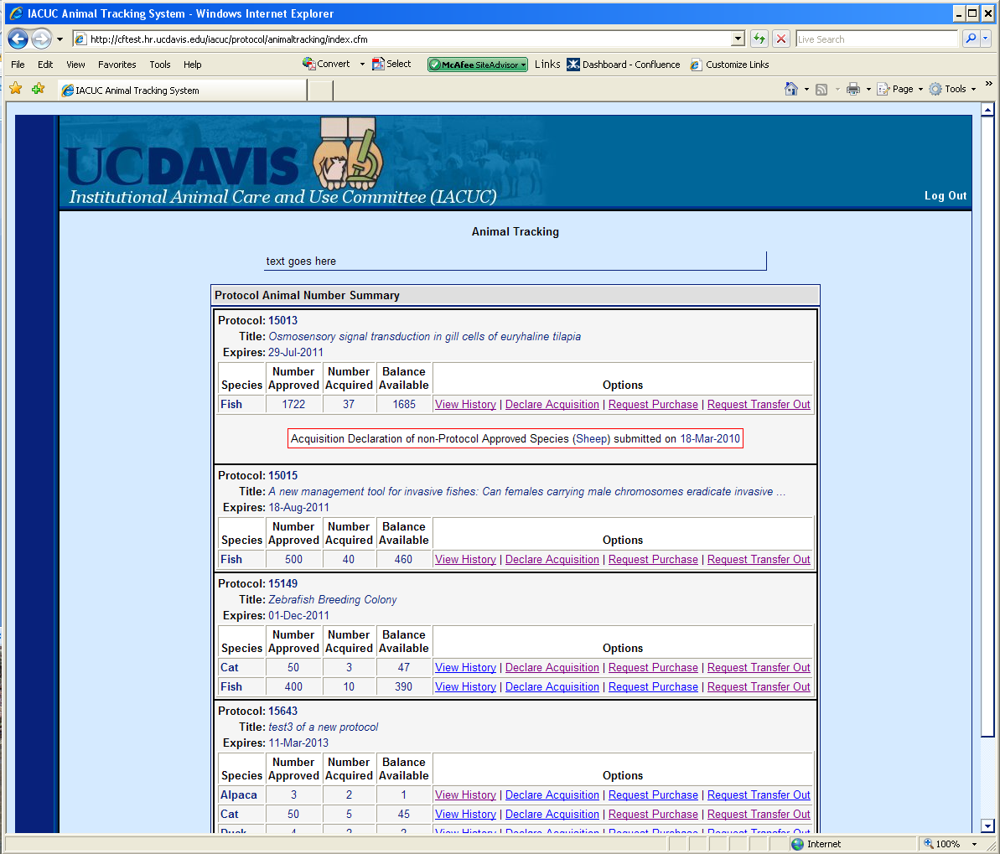 IACUC Animal Tracking System - Windows Internet Explorer
http://cftest.hr.ucdavis.edu/iacuc/protocol/animaltracking/index.cfm
Live Search
File Edit View Favorites Tools Help
Convert Select McAfee SiteAdvisor Links Dashboard - Confluence Customize Links
IACUC Animal Tracking System
Page Tools
UCDAVIS
Institutional Animal Care and Use Committee (IACUC)
Log Out
Animal Tracking
text goes here
Protocol Animal Number Summary
Protocol: 15013
Title: Osmosensory signal transduction in gill cells of euryhaline tilapia
Expires: 29-Jul-2011
Species Number Approved Number Acquired Balance Available Options
Fish 1722 37 1685 View History | Declare Acquisition | Request Purchase | Request Transfer Out
Acquisition Declaration of non-Protocol Approved Species (Sheep) submitted on 18-Mar-2010
Protocol: 15015
Title: A new management tool for invasive fishes: Can females carrying male chromosomes eradicate invasive ...
Expires: 18-Aug-2011
Species Number Approved Number Acquired Balance Available Options
Fish 500 40 460 View History | Declare Acquisition | Request Purchase | Request Transfer Out
Protocol: 15149
Title: Zebrafish Breeding Colony
Expires: 01-Dec-2011
Species Number Approved Number Acquired Balance Available Options
Cat 50 3 47 View History | Declare Acquisition | Request Purchase | Request Transfer Out
Fish 400 10 390 View History | Declare Acquisition | Request Purchase | Request Transfer Out
Protocol: 15643
Title: test3 of a new protocol
Expires: 11-Mar-2013
Species Number Approved Number Acquired Balance Available Options
Alpaca 3 2 1 View History | Declare Acquisition | Request Purchase | Request Transfer Out
Cat 50 5 45 View History | Declare Acquisition | Request Purchase | Request Transfer Out
View History | Declare Acquisition | Request Purchase | Request Transfer Out
Internet 100%